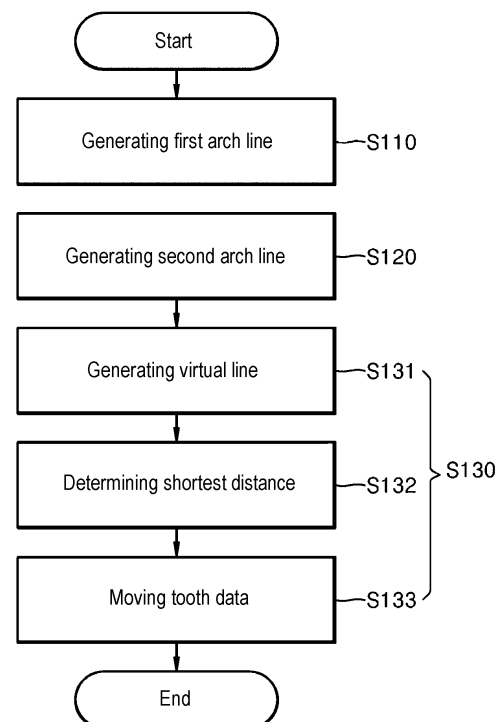 Start
Generating first arch line
S110
Generating second arch line
S120
Generating virtual line
S131
Determining shortest distance
S132
S130
Moving tooth data
S133
End